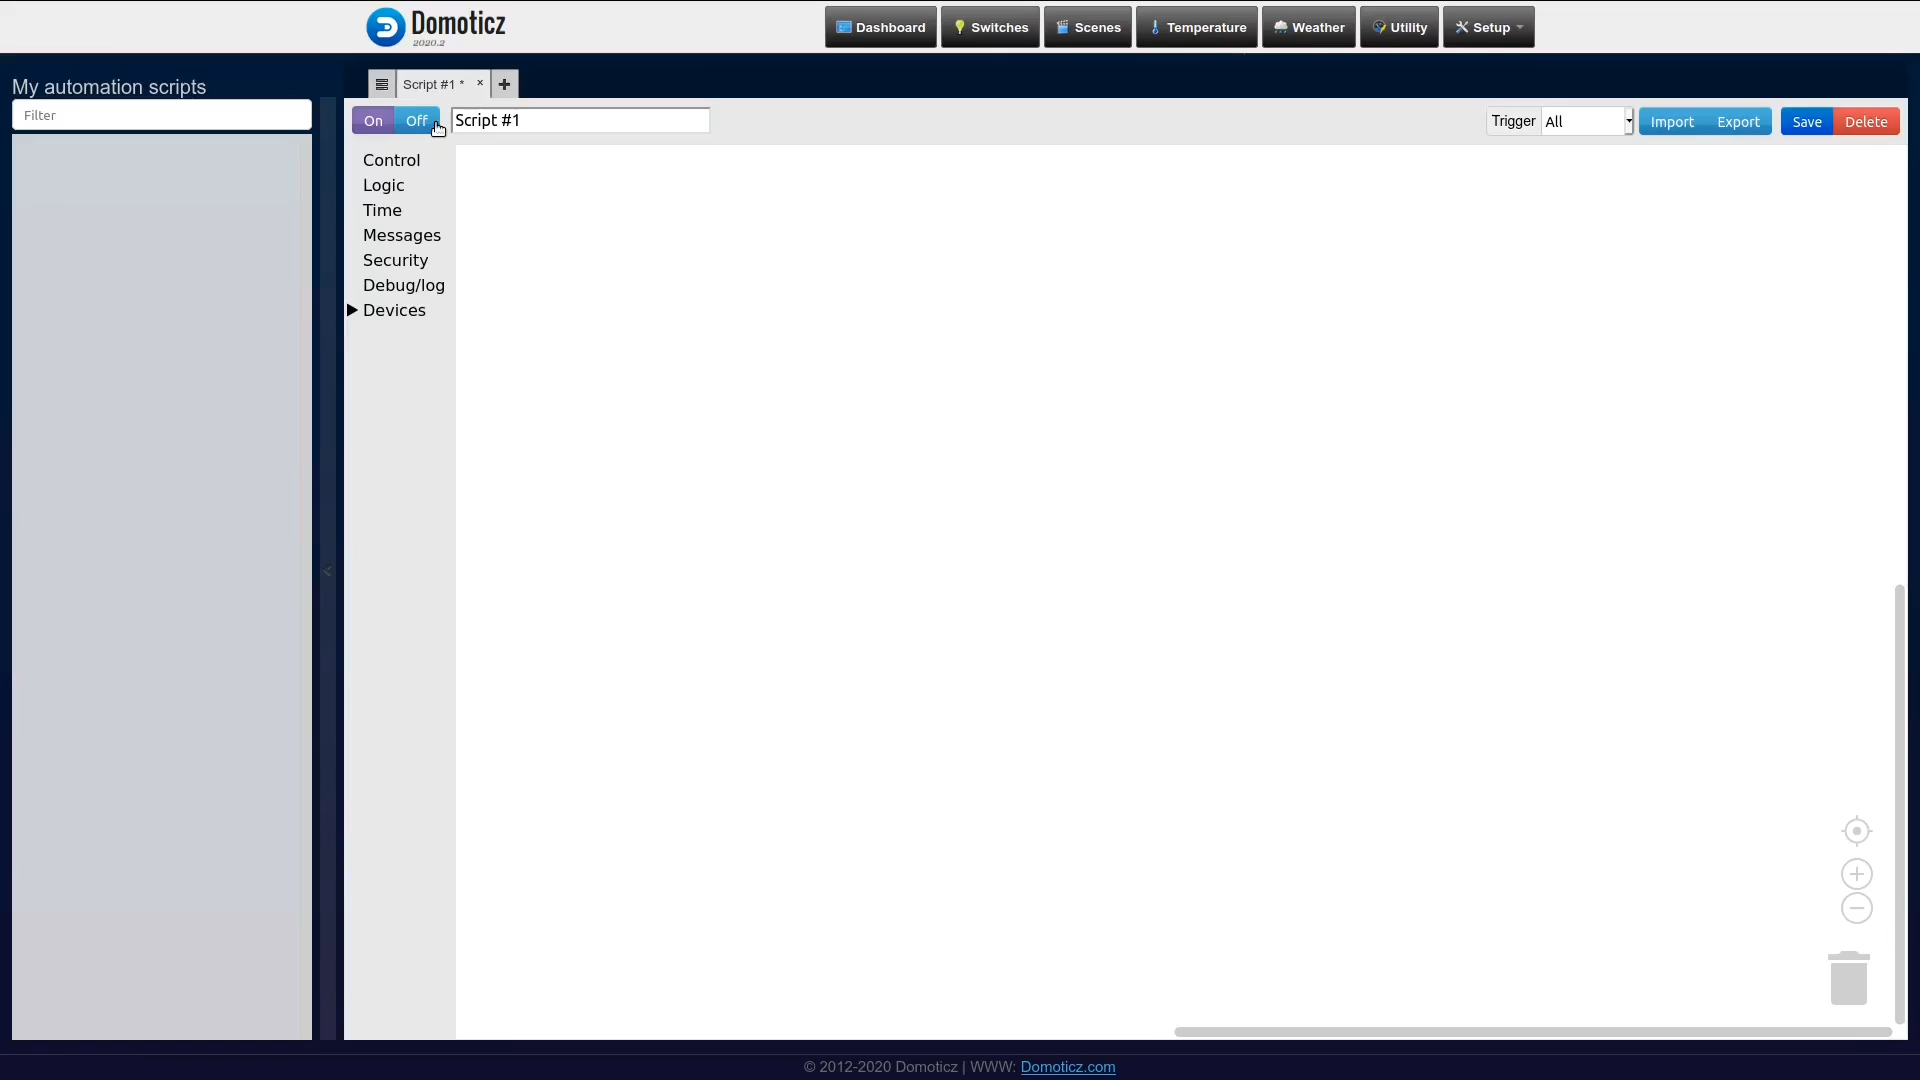 Domoticz
2020.2
Dashboard
Switches
Scenes
Temperature
Weather
Utility
Setup
My automation scripts
Filter
Script #1 *
×
On
Off
Script #1
Trigger
All
Import
Export
Save
Delete
Control
Logic
Time
Messages
Security
Debug/log
Devices
<
© 2012-2020 Domoticz | WWW: Domoticz.com